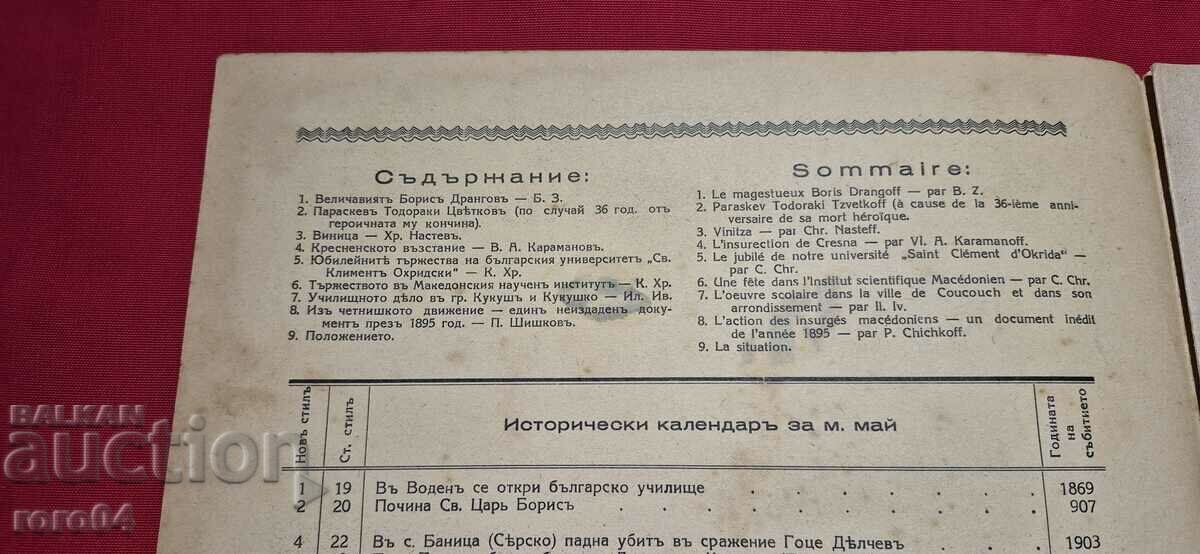 Съдържание:
1. Величавиятъ Борисъ Дранговъ — Б. З.
2. Параскевъ Тодораки Цвѣтковъ (по случай 36 год. отъ
героичната му кончина).
3. Виница — Хр. Настевъ.
4. Кресненското възстание — В. А. Карамановъ.
5. Юбилейнитѣ тържества на българския университетъ „Св.
Климентъ Охридски“ — К. Хр.
6. Тържеството въ Македонския наученъ институтъ — К. Хр.
7. Училищното дѣло въ гр. Кукушъ и Кукушко — Ил. Ив.
8. Изъ четнишкото движение — единъ неиздаденъ доку-
ментъ презъ 1895 год. — П. Шишковъ.
9. Положението.
Sommaire:
1. Le magestueux Boris Drangoff — par B. Z.
2. Paraskev Todoraki Tzvetkoff (à cause de la 36-ième anni-
versaire de sa mort héroïque.
3. Vinitza — par Chr. Nasteff.
4. L'insurection de Cresna — par Vl. A. Karamanoff.
5. Le jubilé de notre université „Saint Clément d'Okrida“ —
par C. Chr.
6. Une fête dans l'Institut scientifique Macédonien — par C. Chr.
7. L'oeuvre scolaire dans la ville de Coucouch et dans son
arrondissement — par Il. Iv.
8. L'action des insurgés macédoniens — un document inédit
de l'année 1895 — par P. Chichkoff.
9. La situation.
Новъ стилъ
Ст. стилъ
Исторически календаръ за м. май
Годината
на
събитието
1 19 Въ Воденъ се откри българско училище . . . . . 1869
2 20 Почина Св. Царь Борисъ . . . . . . . . 907
4 22 Въ с. Баница (Сѣрско) падна убитъ въ сражение Гоце Дѣлчевъ 1903
BALKAN
auction
roro04